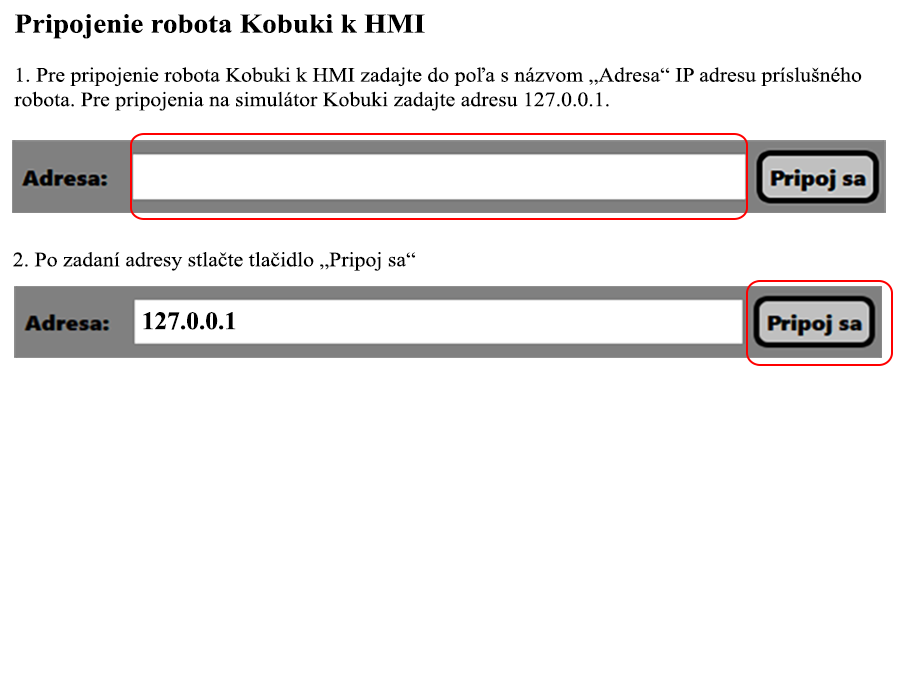 Pripojenie robota Kobuki k HMI
1. Pre pripojenie robota Kobuki k HMI zadajte do poľa s názvom „Adresa“ IP adresu príslušného
robota. Pre pripojenia na simulátor Kobuki zadajte adresu 127.0.0.1.
Adresa: Pripoj sa
2. Po zadaní adresy stlačte tlačidlo „Pripoj sa“
Adresa: 127.0.0.1 Pripoj sa